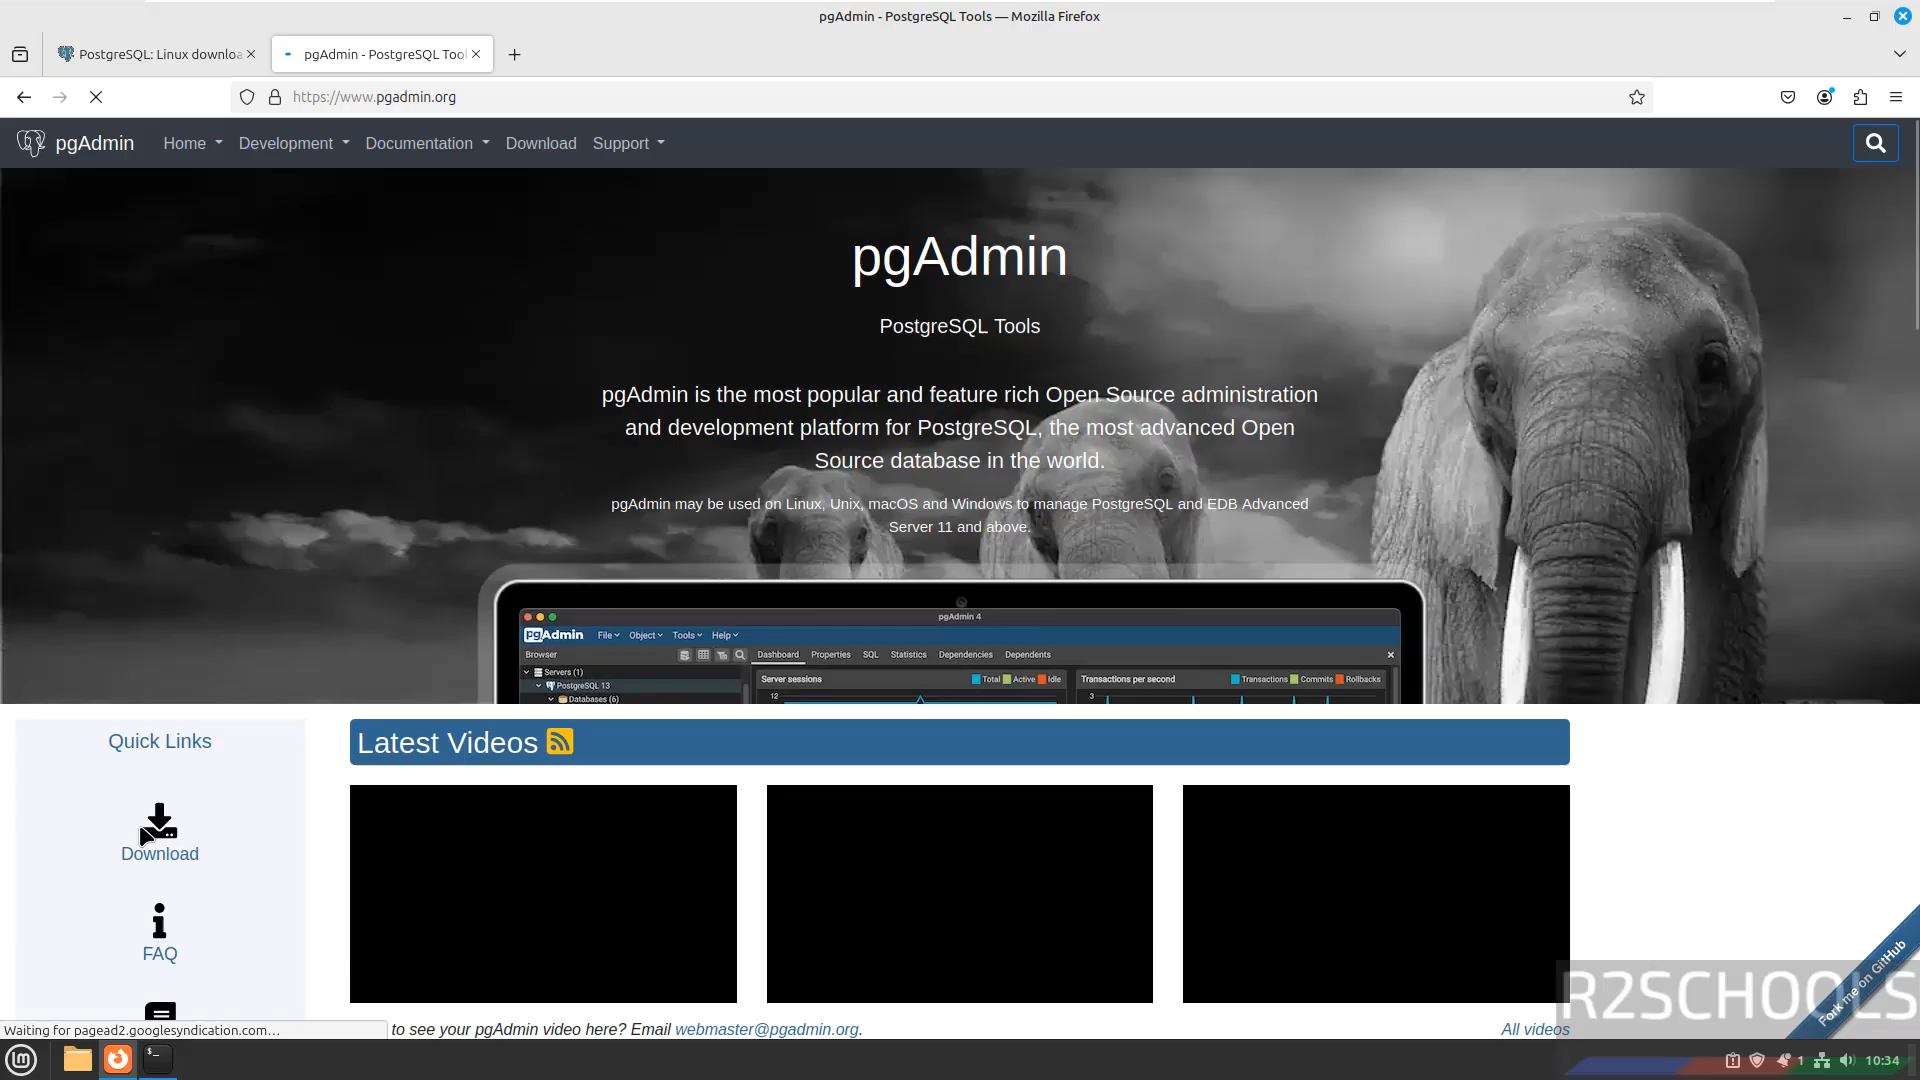 pgAdmin - PostgreSQL Tools — Mozilla Firefox
PostgreSQL: Linux downloa
pgAdmin - PostgreSQL Tool
https://www.pgadmin.org
pgAdmin
Home
Development
Documentation
Download
Support
pgAdmin
PostgreSQL Tools
pgAdmin is the most popular and feature rich Open Source administration
and development platform for PostgreSQL, the most advanced Open
Source database in the world.
pgAdmin may be used on Linux, Unix, macOS and Windows to manage PostgreSQL and EDB Advanced
Server 11 and above.
pgAdmin 4
pgAdmin File Object Tools Help
Browser
Dashboard Properties SQL Statistics Dependencies Dependents
Servers (1)
PostgreSQL 13
Databases (6)
Server sessions
Total Active Idle
12
Transactions per second
Transactions Commits Rollbacks
3
Quick Links
Download
FAQ
Latest Videos
to see your pgAdmin video here? Email webmaster@pgadmin.org.
All videos
Fork me on GitHub
R2SCHOOLS
Waiting for pagead2.googlesyndication.com…
1
10:34